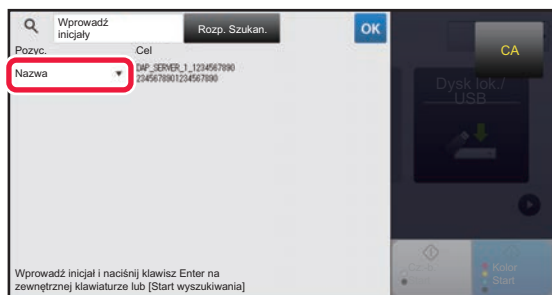 Wprowadź
inicjały
Rozp. Szukan.
OK
CA
Pozyc.
Cel
Nazwa
DAP_SERVER_1_1234567890
2345678901234567890
Dysk lok./
USB
Wprowadź inicjał i naciśnij klawisz Enter na
zewnętrznej klawiaturze lub [Start wyszukiwania]
Kolor
Start